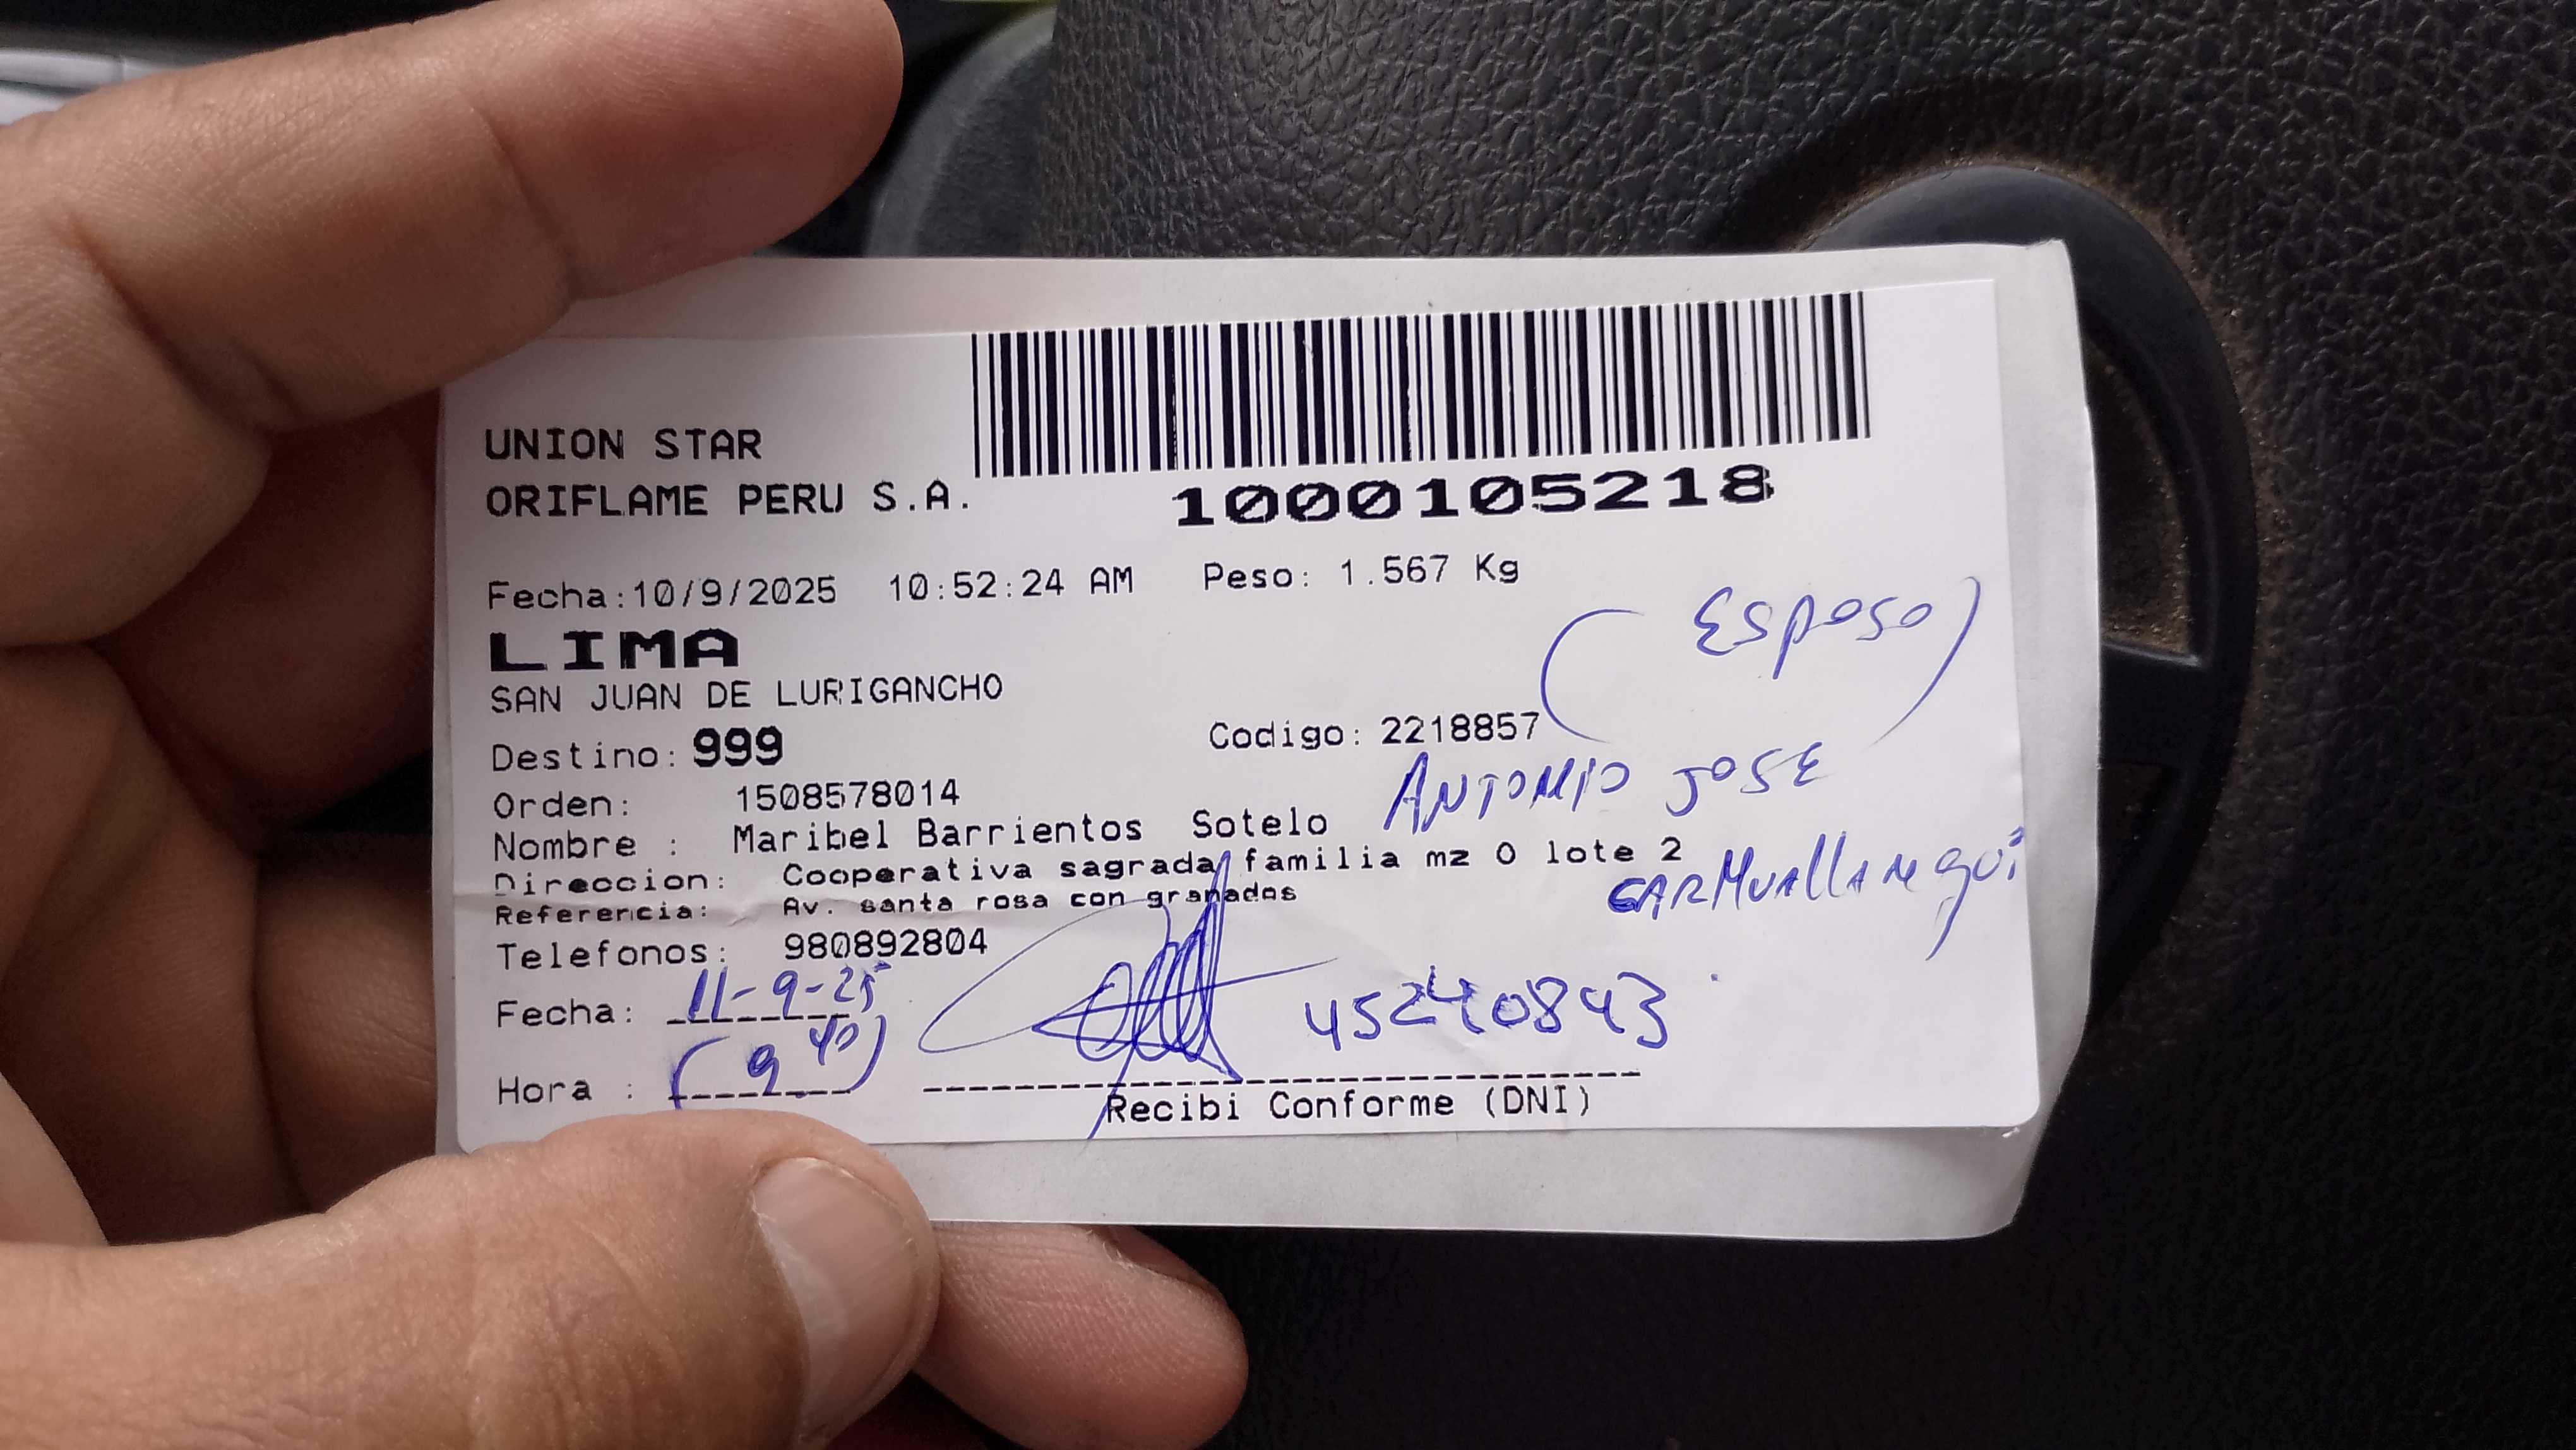 UNION STAR
ORIFLAME PERU S.A.
1000105218
Fecha:10/9/2025 10:52:24 AM Peso: 1.567 Kg
(Esposo)
LIMA
SAN JUAN DE LURIGANCHO
Destino: 999 Codigo: 2218857
Orden: 1508578014
ANTONIO JOSE
Nombre : Maribel Barrientos Sotelo
Direccion: Cooperativa sagrada familia mz O lote 2
Referencia: Av. santa rosa con granados
Telefonos: 980892804
Fecha: 11-9-25
45240843
Hora : (9 40)
Recibi Conforme (DNI)